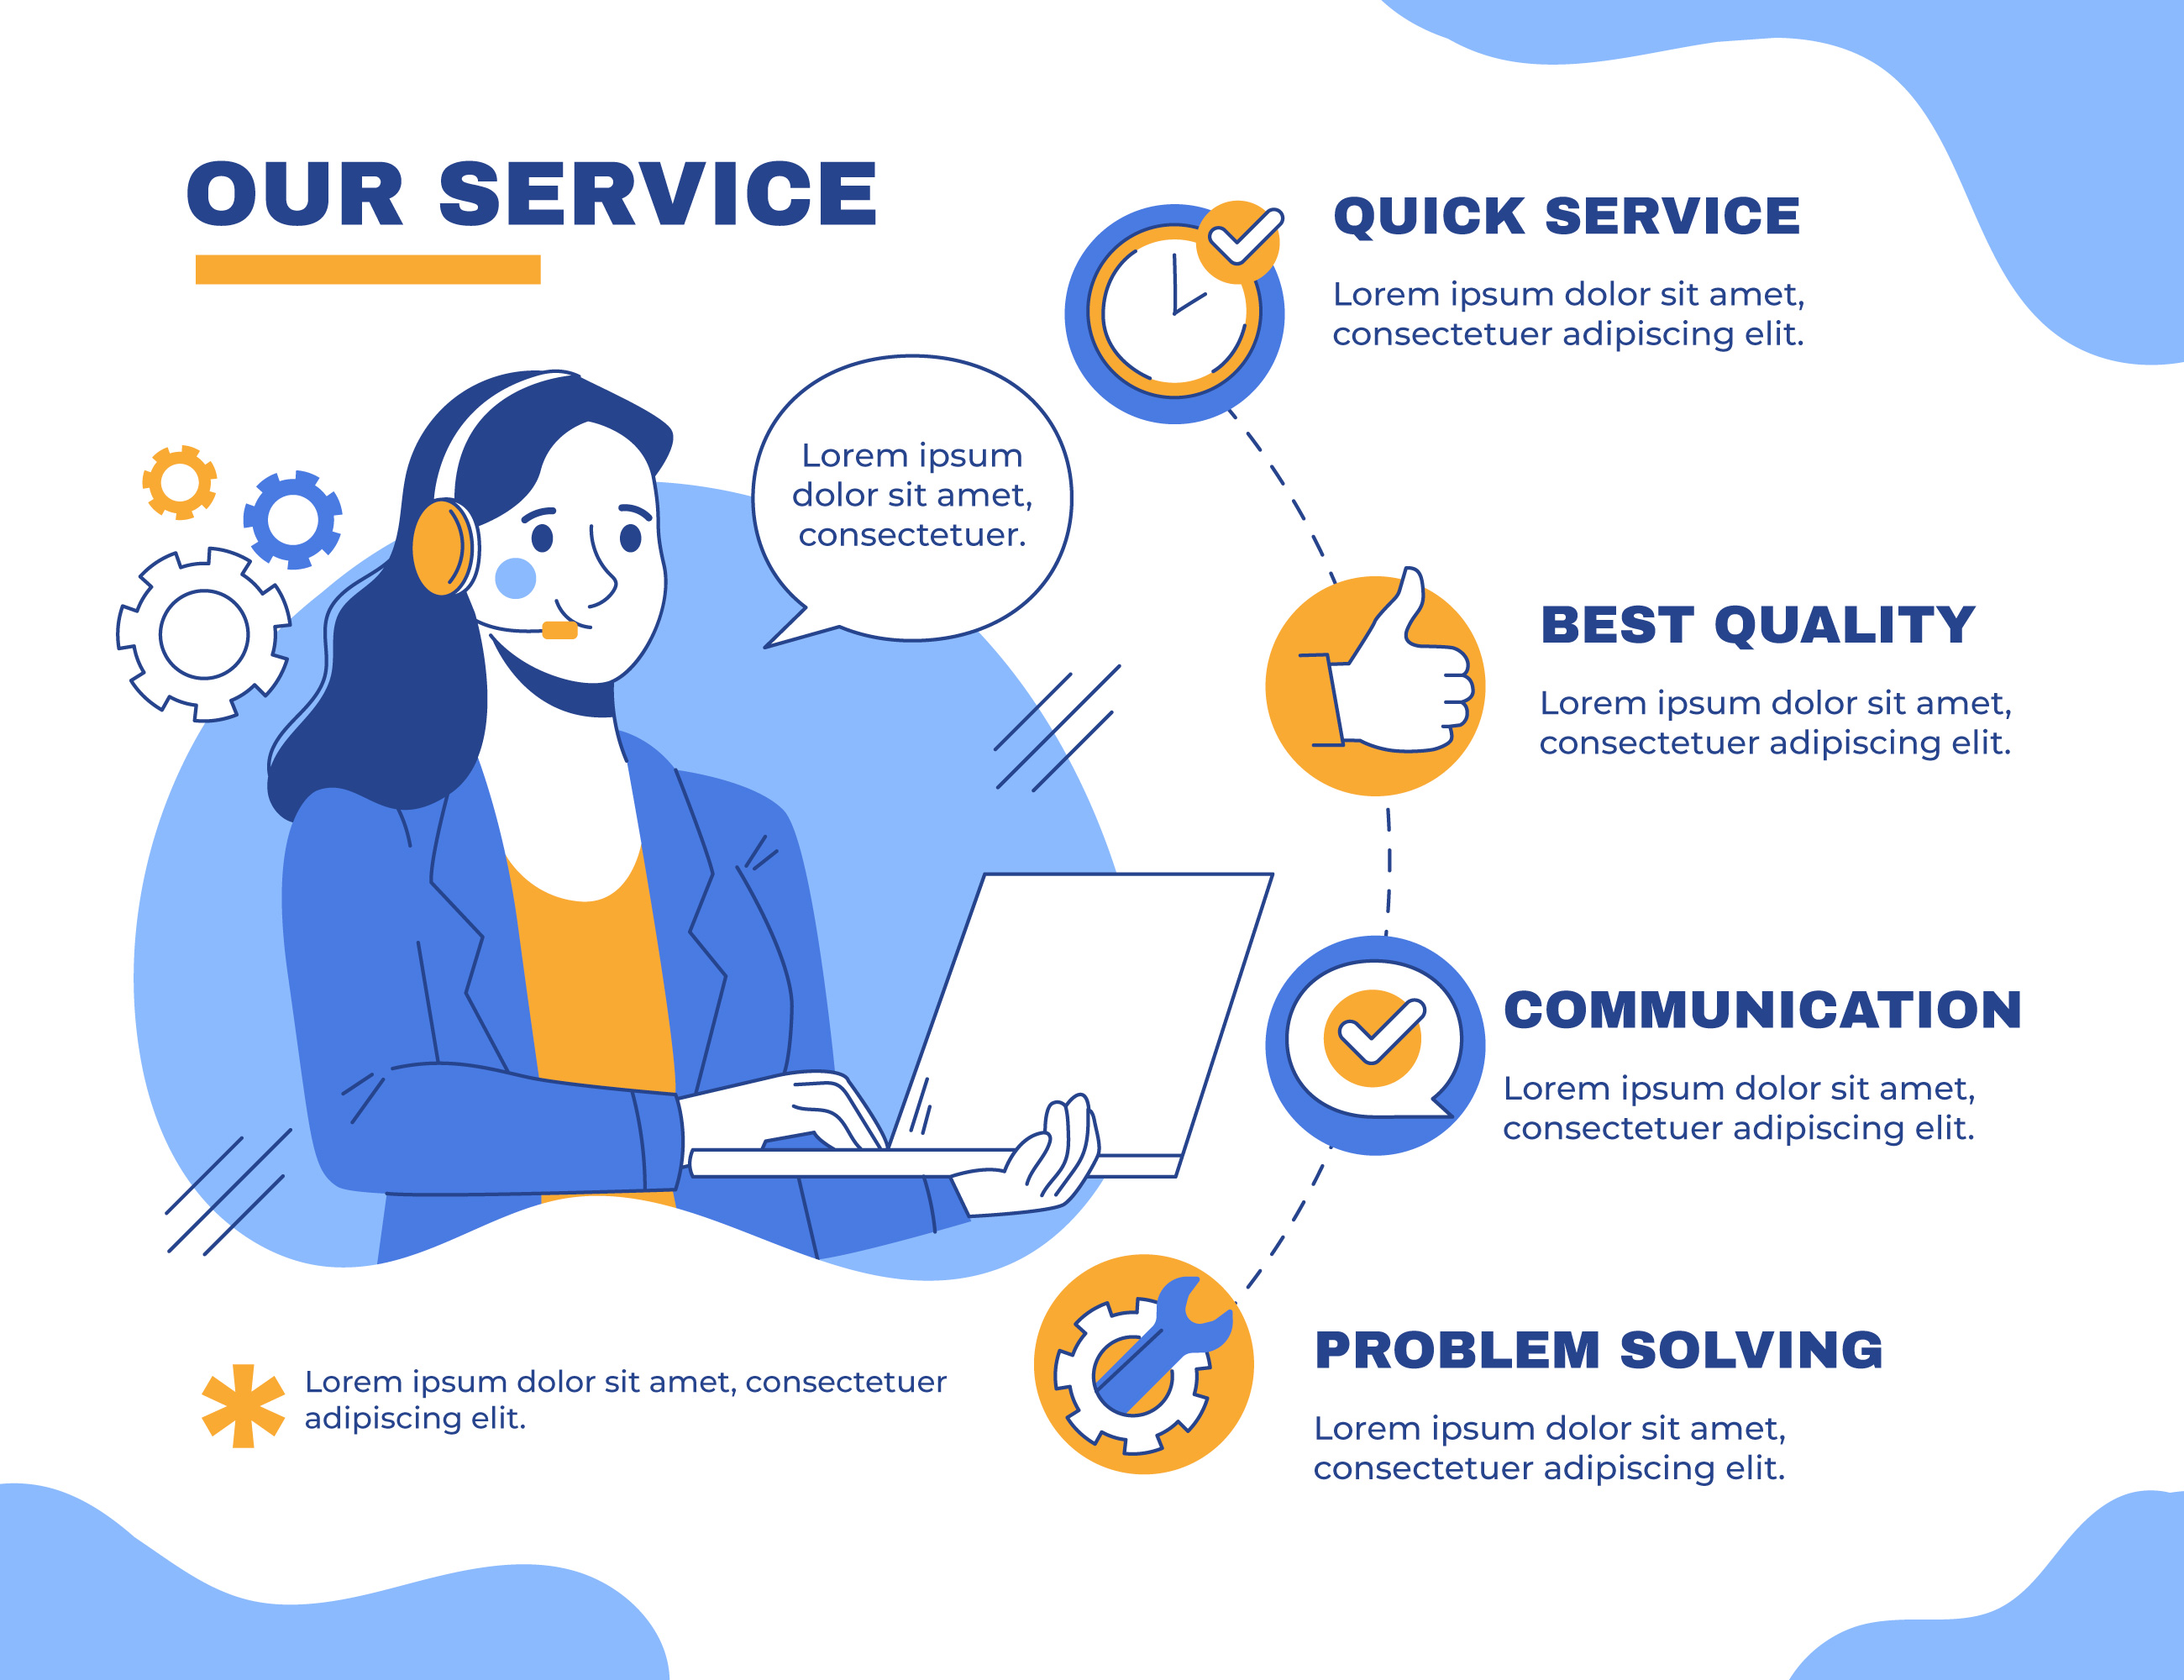 OUR SERVICE
Lorem ipsum
dolor sit amet,
consectetuer.
QUICK SERVICE
Lorem ipsum dolor sit amet,
consectetuer adipiscing elit.
BEST QUALITY
Lorem ipsum dolor sit amet,
consectetuer adipiscing elit.
COMMUNICATION
Lorem ipsum dolor sit amet,
consectetuer adipiscing elit.
PROBLEM SOLVING
Lorem ipsum dolor sit amet,
consectetuer adipiscing elit.
Lorem ipsum dolor sit amet, consectetuer
adipiscing elit.